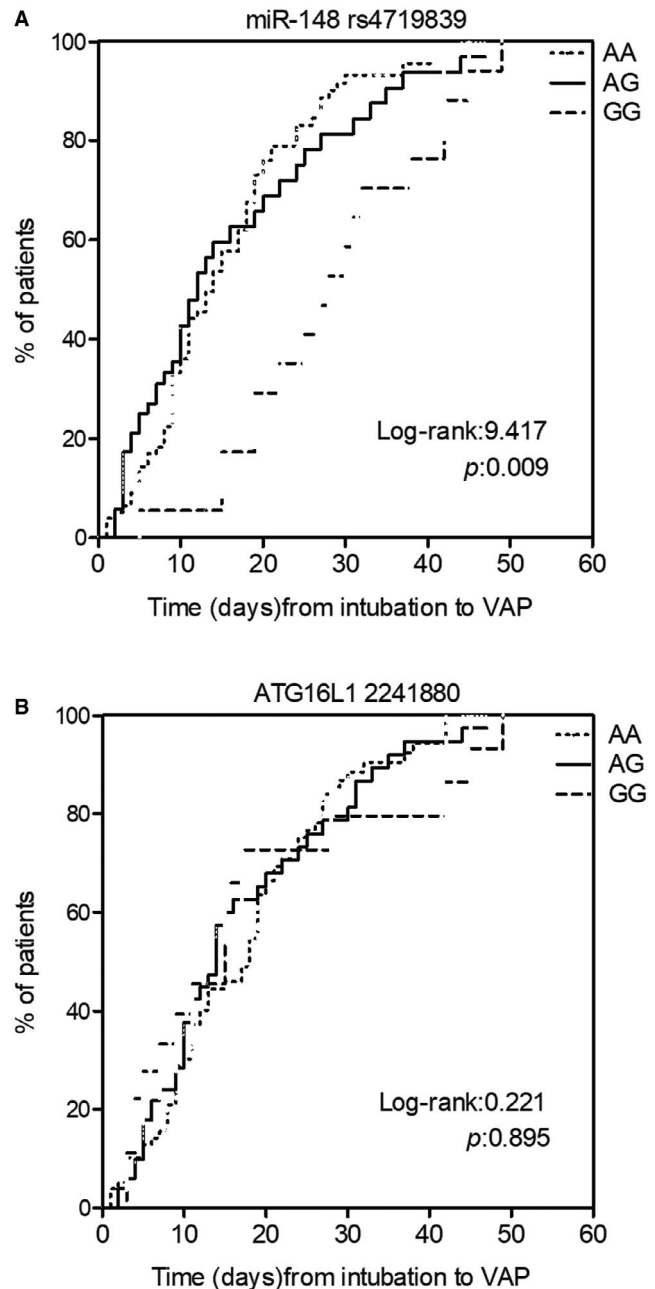 A
miR-148 rs4719839
AA
AG
GG
100
80
60
40
20
0
% of patients
Log-rank:9.417
p:0.009
0 10 20 30 40 50 60
Time (days)from intubation to VAP
B
ATG16L1 2241880
AA
AG
GG
100
80
60
40
20
0
% of patients
Log-rank:0.221
p:0.895
0 10 20 30 40 50 60
Time (days)from intubation to VAP